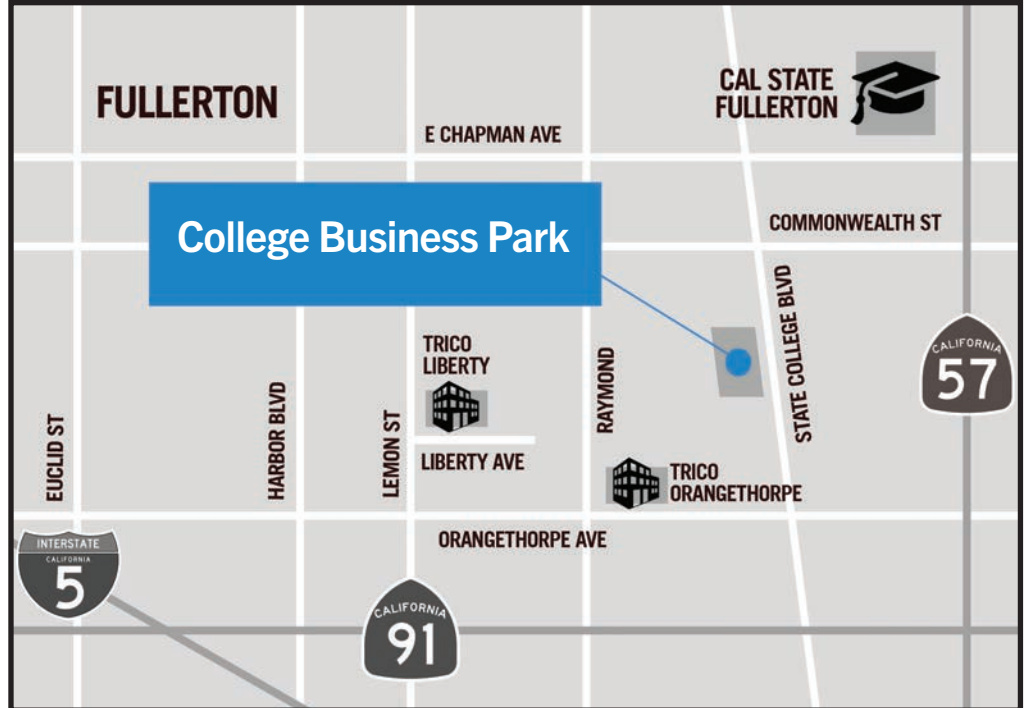 FULLERTON
CAL STATE
FULLERTON
E CHAPMAN AVE
College Business Park
COMMONWEALTH ST
TRICO
LIBERTY
RAYMOND
STATE COLLEGE BLVD
CALIFORNIA
57
EUCLID ST
HARBOR BLVD
LEMON ST
LIBERTY AVE
TRICO
ORANGETHORPE
ORANGETHORPE AVE
INTERSTATE
CALIFORNIA
5
CALIFORNIA
91